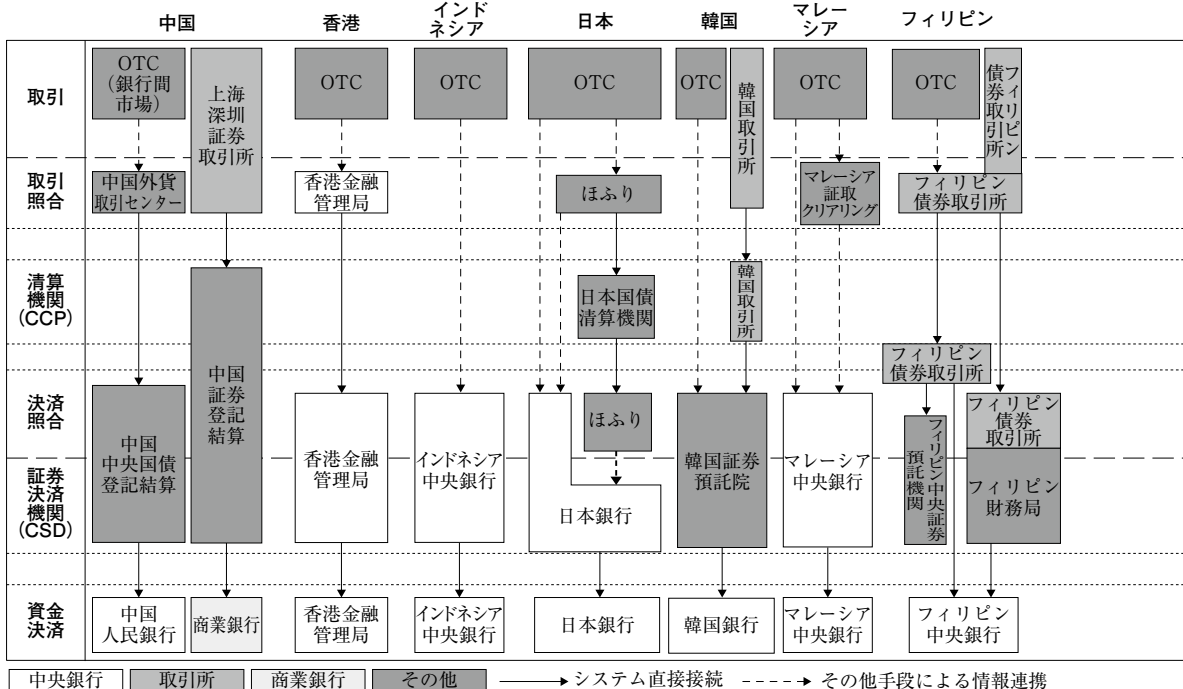 中国
香港
インド
ネシア
日本
韓国
マレー
シア
フィリピン
取引
OTC
(銀行間
市場)
上海
深圳
証券
取引所
OTC
OTC
OTC
OTC
韓国取引所
OTC
OTC
フィリピン
債券取引所
取引
照合
中国外貨
取引センター
香港金融
管理局
ほふり
マレーシア
証取
クリアリング
フィリピン
債券取引所
清算
機関
(CCP)
中国
証券
登記
結算
日本国債
清算機関
韓国取引所
フィリピン
債券取引所
決済
照合
証券
決済
機関
(CSD)
中国
中央国債
登記結算
香港金融
管理局
インドネシア
中央銀行
ほふり
日本銀行
韓国証券
預託院
マレーシア
中央銀行
フィリピン中央証券
預託機関
フィリピン
債券
取引所
フィリピン
財務局
資金
決済
中国
人民銀行
商業銀行
香港金融
管理局
インドネシア
中央銀行
日本銀行
韓国銀行
マレーシア
中央銀行
フィリピン
中央銀行
中央銀行
取引所
商業銀行
その他
システム直接接続
その他手段による情報連携